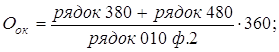 О_ок = (рядок 380 + рядок 480) / (рядок 010 ф.2) · 360;